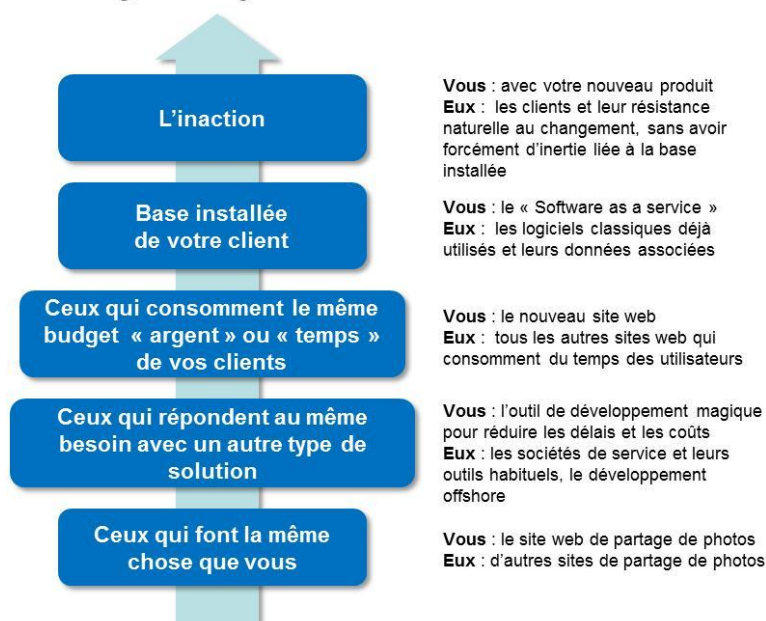 L'inaction
Vous : avec votre nouveau produit
Eux : les clients et leur résistance
naturelle au changement, sans avoir
forcément d'inertie liée à la base
installée
Base installée
de votre client
Vous : le « Software as a service »
Eux : les logiciels classiques déjà
utilisés et leurs données associées
Ceux qui consomment le même
budget « argent » ou « temps »
de vos clients
Vous : le nouveau site web
Eux : tous les autres sites web qui
consomment du temps des utilisateurs
Ceux qui répondent au même
besoin avec un autre type de
solution
Vous : l'outil de développement magique
pour réduire les délais et les coûts
Eux : les sociétés de service et leurs
outils habituels, le développement
offshore
Ceux qui font la même
chose que vous
Vous : le site web de partage de photos
Eux : d'autres sites de partage de photos